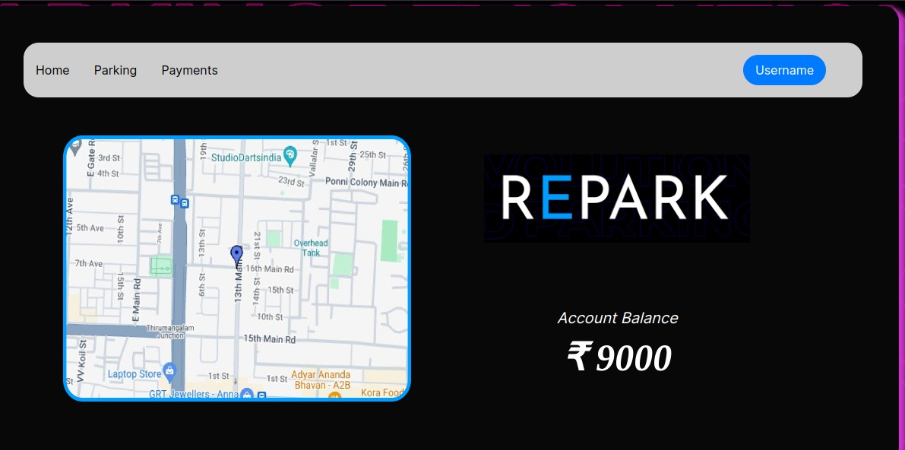 Home Parking Payments Username
StudioDartsindia
3rd St
4th St
19th
1st St
25th St
29th St
26th St
23rd St
Ponni Colony Main R
12th Ave
5th Ave
10th St
13th St
21st St
Overhead
Tank
7th Ave
13th Main
16th Main Rd
15th St
6th St
14th St
15th St
E Main Rd
10th St
Thirumangalam
Junction
15th Main Rd
VV Koil St
Laptop Store
1st St
1st St
Adyar Ananda
Bhavan - A2B
GRT Jewellers - Anna
Kora Food
REPARK
Account Balance
₹ 9000